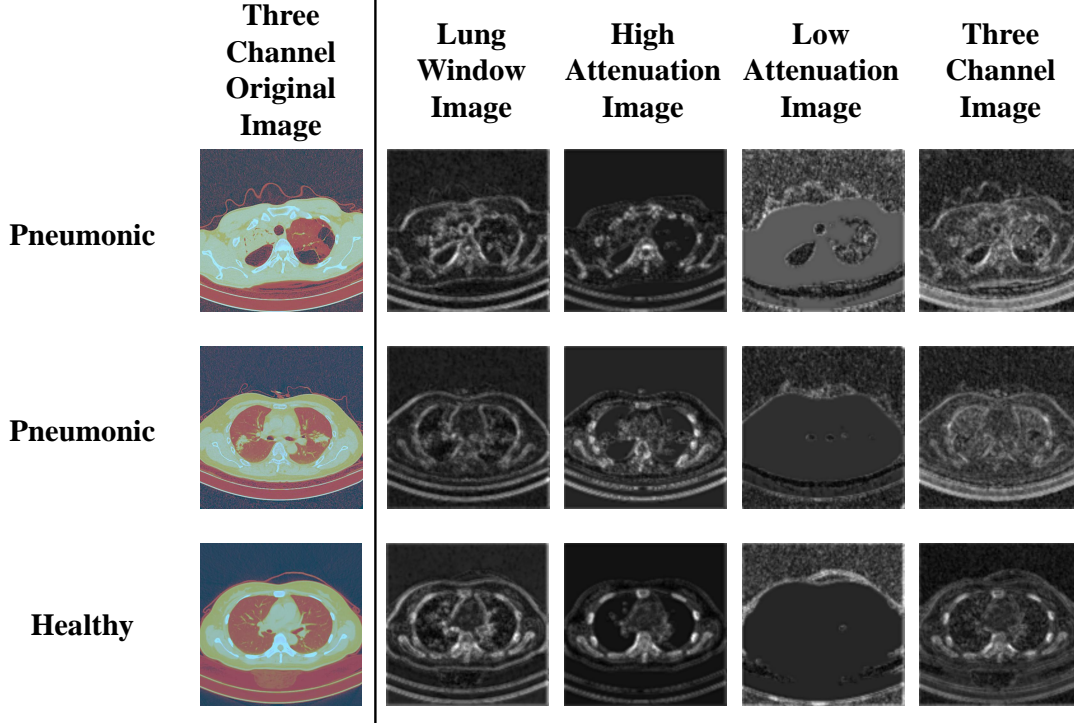 Three
Channel
Original
Image
Lung
Window
Image
High
Attenuation
Image
Low
Attenuation
Image
Three
Channel
Image
Pneumonic
Pneumonic
Healthy